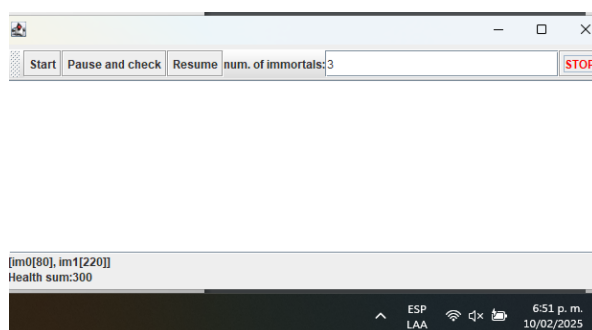 Start Pause and check Resume num. of immortals: 3 STOP
[im0[80], im1[220]]
Health sum:300
ESP 6:51 p. m.
LAA 10/02/2025